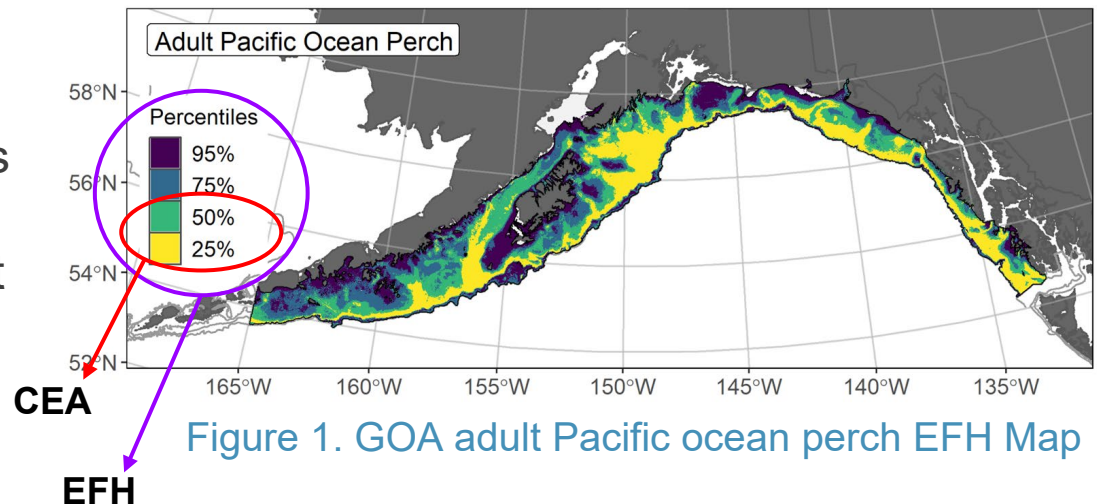 Adult Pacific Ocean Perch
58°N
Percentiles
95%
s
56°N
75%
50%
25%
t
54°N
52°N
165°W 160°W 155°W 150°W 145°W 140°W 135°W
CEA
Figure 1. GOA adult Pacific ocean perch EFH Map
EFH